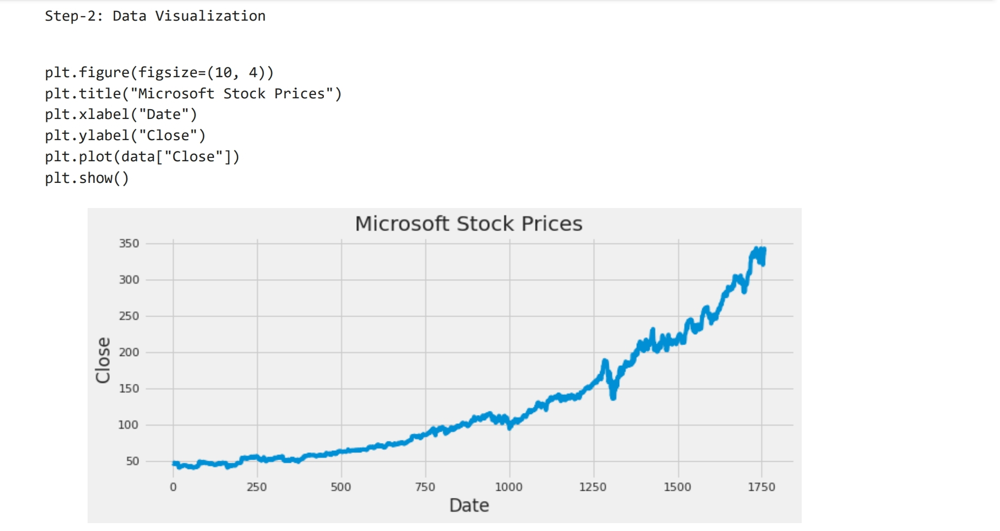 Step-2: Data Visualization
plt.figure(figsize=(10, 4))
plt.title("Microsoft Stock Prices")
plt.xlabel("Date")
plt.ylabel("Close")
plt.plot(data["Close"])
plt.show()
Microsoft Stock Prices
350
300
250
200
150
100
50
Close
0 250 500 750 1000 1250 1500 1750
Date